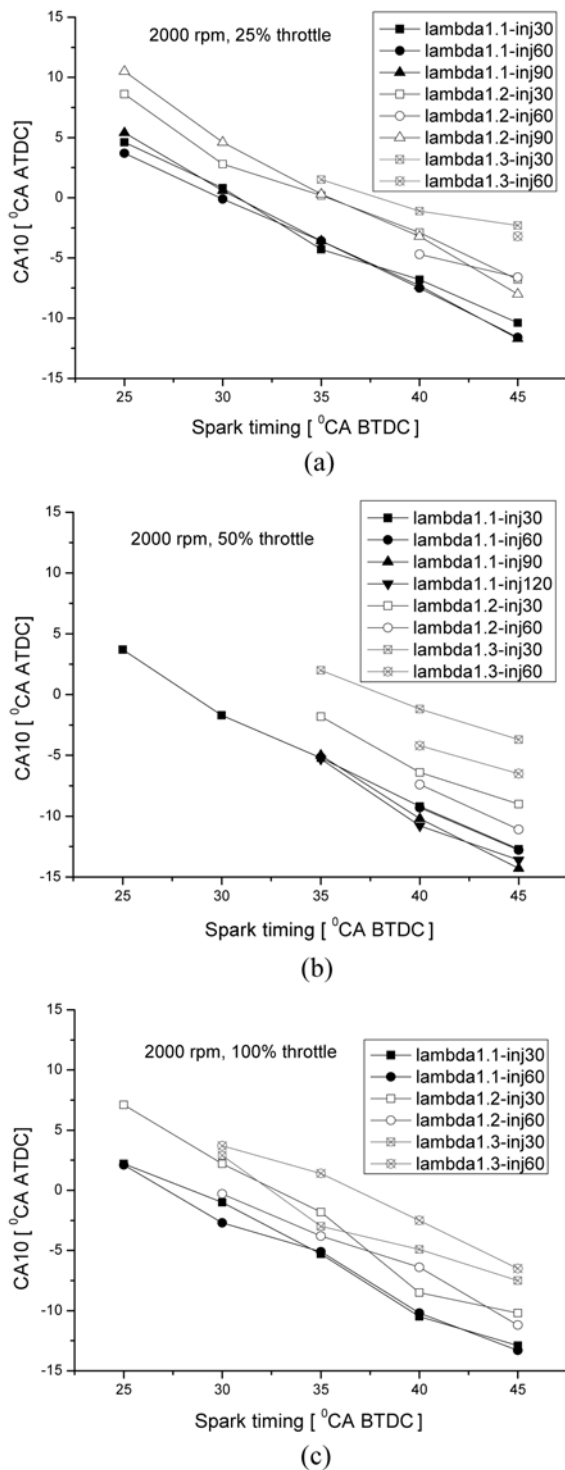 2000 rpm, 25% throttle
lambda1.1-inj30
lambda1.1-inj60
lambda1.1-inj90
lambda1.2-inj30
lambda1.2-inj60
lambda1.2-inj90
lambda1.3-inj30
lambda1.3-inj60
CA10 [ ⁰CA ATDC]
15
10
5
0
-5
-10
-15
25
30
35
40
45
Spark timing [ ⁰CA BTDC]
(a)
2000 rpm, 50% throttle
lambda1.1-inj30
lambda1.1-inj60
lambda1.1-inj90
lambda1.1-inj120
lambda1.2-inj30
lambda1.2-inj60
lambda1.3-inj30
lambda1.3-inj60
CA10 [ ⁰CA ATDC]
15
10
5
0
-5
-10
-15
25
30
35
40
45
Spark timing [ ⁰CA BTDC]
(b)
2000 rpm, 100% throttle
lambda1.1-inj30
lambda1.1-inj60
lambda1.2-inj30
lambda1.2-inj60
lambda1.3-inj30
lambda1.3-inj60
CA10 [ ⁰CA ATDC]
15
10
5
0
-5
-10
-15
25
30
35
40
45
Spark timing [ ⁰CA BTDC]
(c)